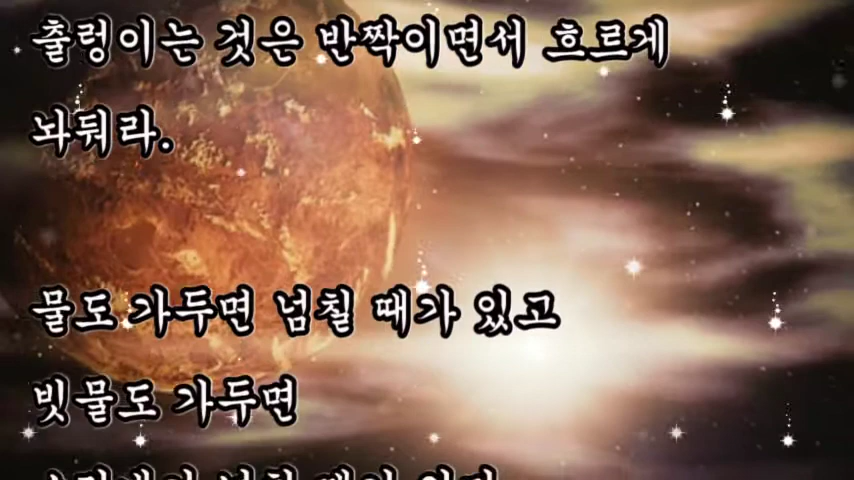 출렁이는 것은 반짝이면서 흐르게
놔둬라.
물도 가두면 넘칠 때가 있고
빗물도 가두면